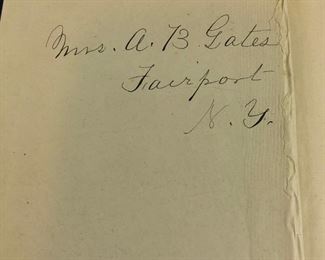 Mrs. A. B Gates
Fairport
N. Y.